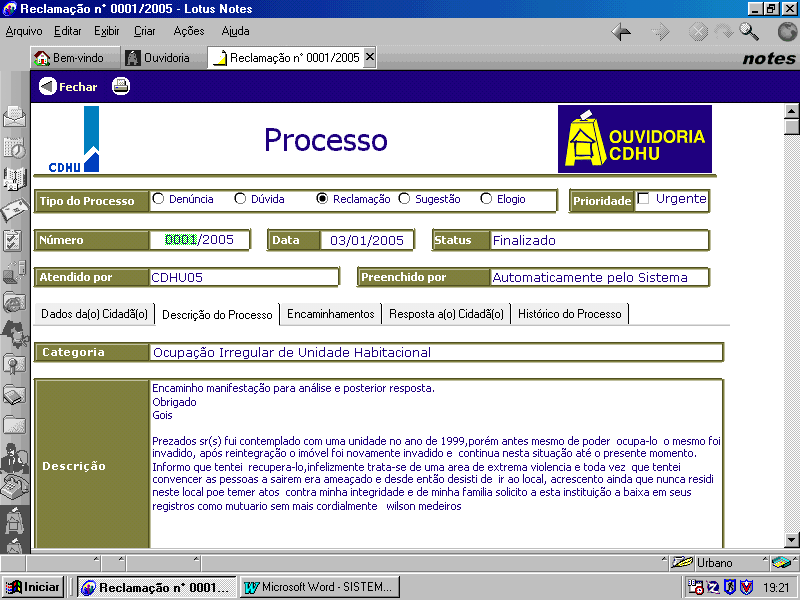 Reclamação n° 0001/2005 - Lotus Notes
Arquivo Editar Exibir Criar Ações Ajuda
Bem-vindo Ouvidoria Reclamação n° 0001/2005
notes
Fechar
CDHU
Processo
OUVIDORIA
CDHU
Tipo do Processo Denúncia Dúvida Reclamação Sugestão Elogio Prioridade Urgente
Número 0001/2005 Data 03/01/2005 Status Finalizado
Atendido por CDHU05 Preenchido por Automaticamente pelo Sistema
Dados da(o) Cidadã(o) Descrição do Processo Encaminhamentos Resposta a(o) Cidadã(o) Histórico do Processo
Categoria Ocupação Irregular de Unidade Habitacional
Descrição
Encaminho manifestação para análise e posterior resposta.
Obrigado
Gois
Prezados sr(s) fui contemplado com uma unidade no ano de 1999,porém antes mesmo de poder ocupa-lo o mesmo foi
invadido, após reintegração o imóvel foi novamente invadido e continua nesta situação até o presente momento.
Informo que tentei recupera-lo,infelizmente trata-se de uma area de extrema violencia e toda vez que tentei
convencer as pessoas a sairem era ameaçado e desde então desisti de ir ao local, acrescento ainda que nunca residi
neste local poe temer atos contra minha integridade e de minha familia solicito a esta instituição a baixa em seus
registros como mutuario sem mais cordialmente wilson medeiros
Urbano
Iniciar Reclamação n° 0001... Microsoft Word - SISTEM... 19:21